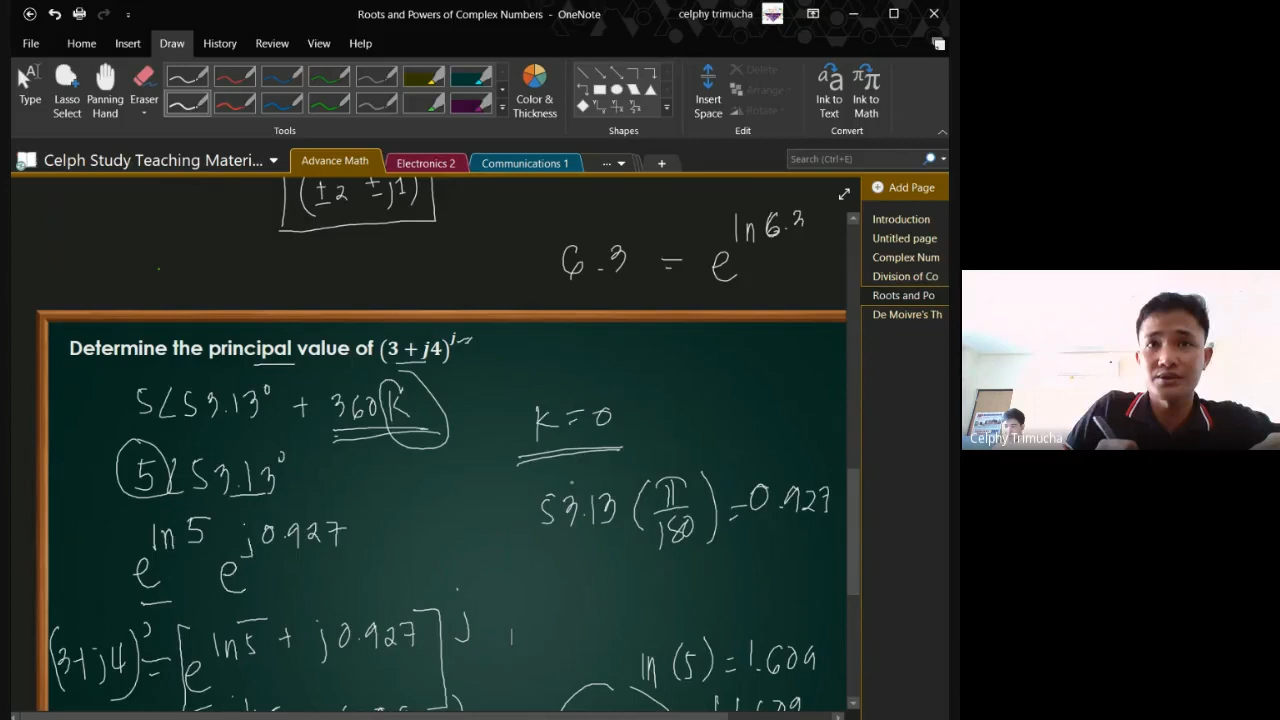 Roots and Powers of Complex Numbers - OneNote
celphy trimucha
File Home Insert Draw History Review View Help
Type
Lasso Select
Panning Hand
Eraser
Color & Thickness
Insert Space
Delete
Arrange
Rotate
Ink to Text
Ink to Math
Tools
Shapes
Edit
Convert
Celph Study Teaching Materi...
Advance Math
Electronics 2
Communications 1
...
Search (Ctrl+E)
Add Page
Introduction
Untitled page
Complex Num
Division of Co
Roots and Po
De Moivre's Th
(±2 ±j1)
6.3 = e^ln 6.3
Determine the principal value of (3 + j4)^j
5∠53.13° + 360k
k = 0
5∠53.13°
53.13 (π/180) = 0.927
e^ln 5 e^j0.927
(3+j4)^j = [e^ln 5 + j0.927]^j
ln (5) = 1.609
Celphy Trimucha